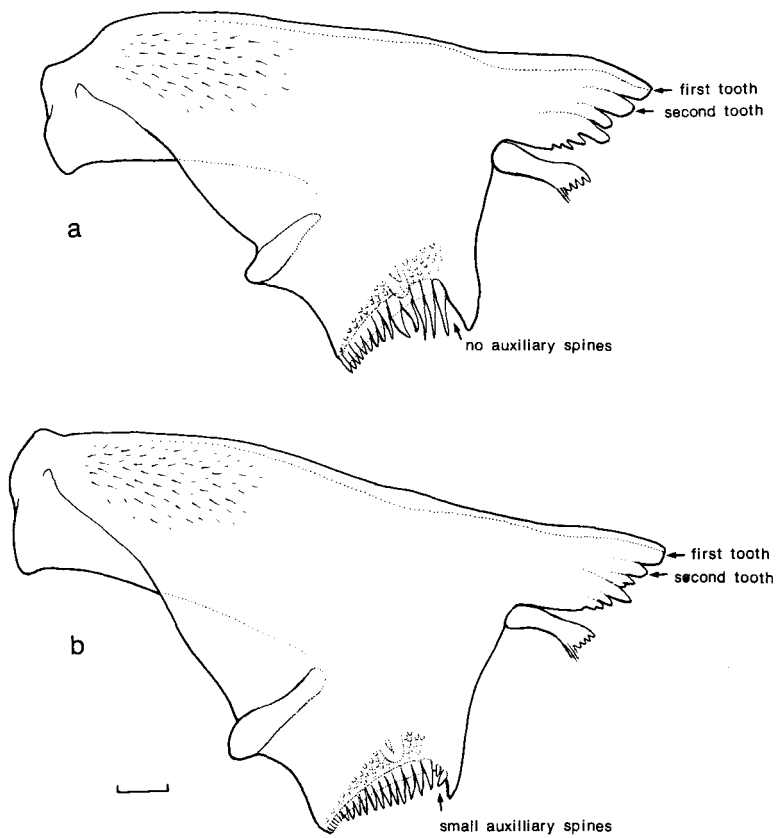 first tooth
second tooth
a
no auxiliary spines
first tooth
second tooth
b
small auxilliary spines